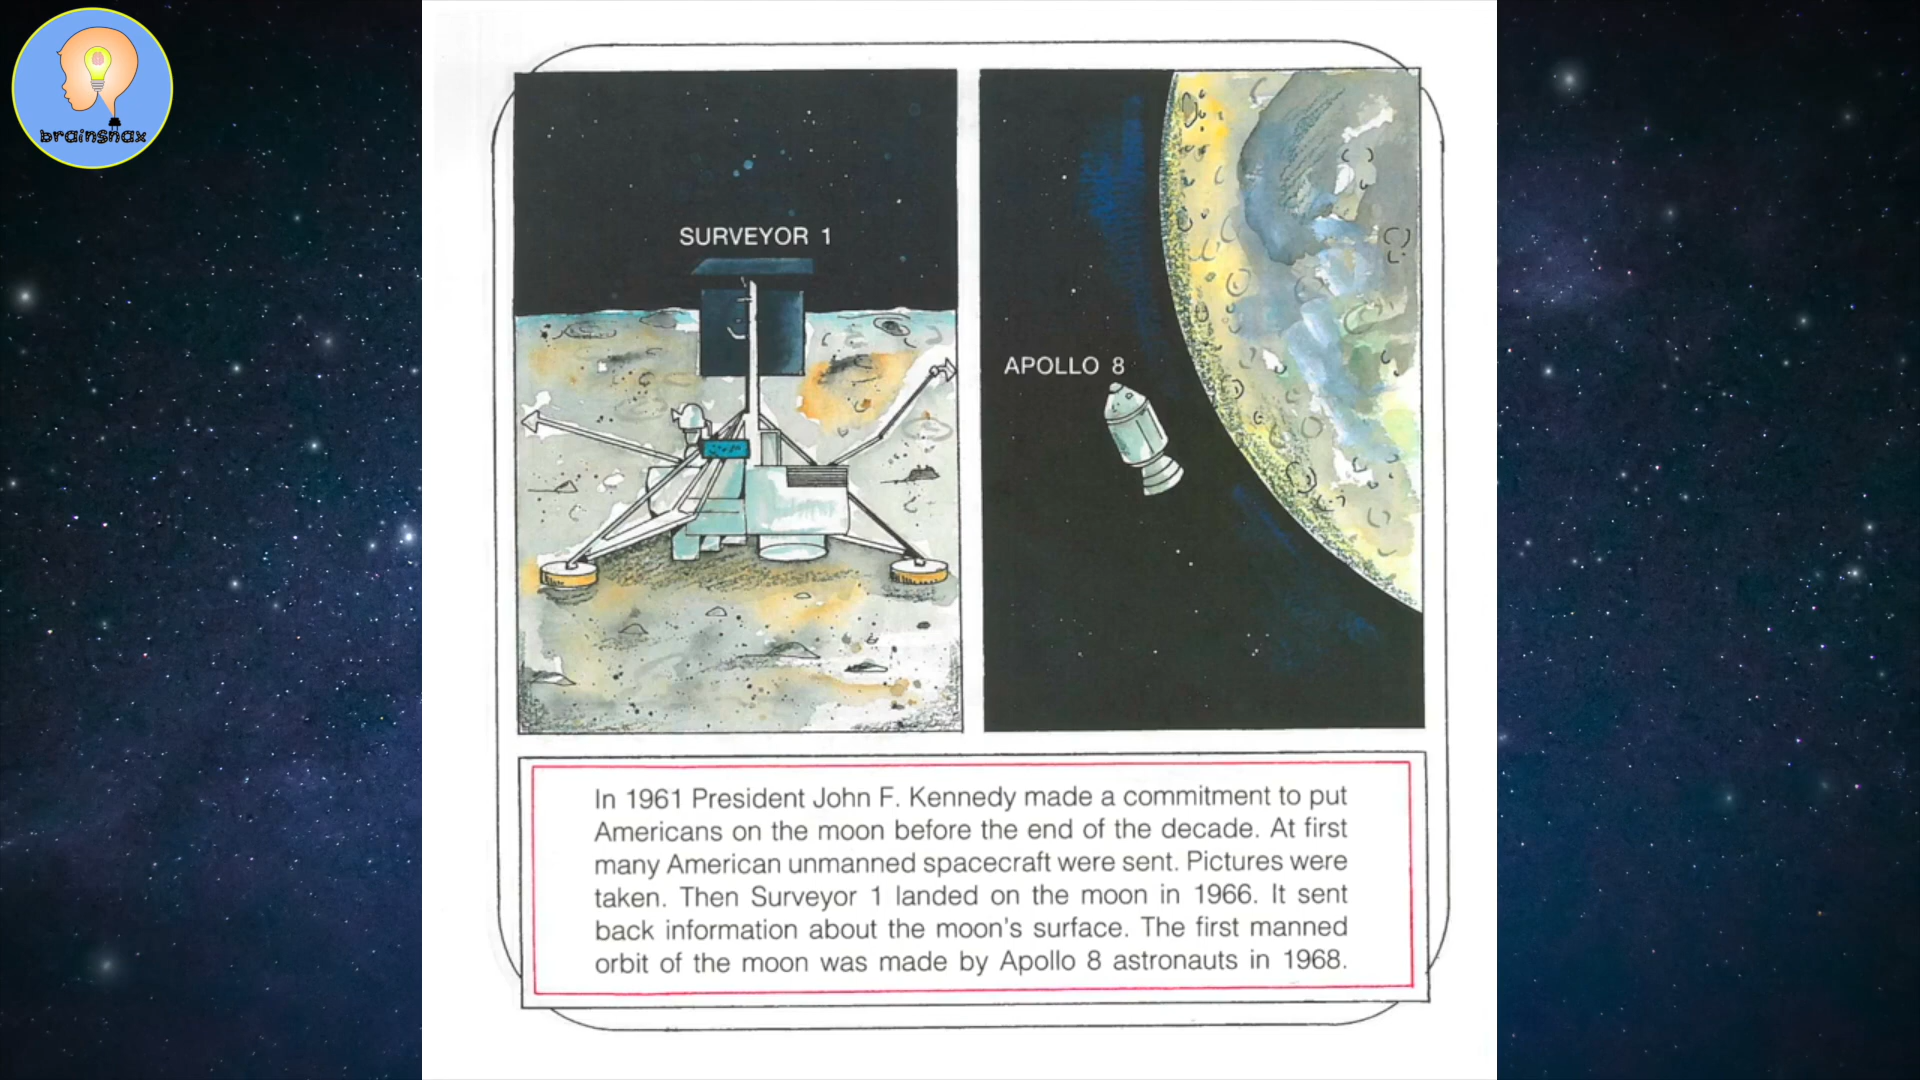 brainsnax
SURVEYOR 1
APOLLO 8
In 1961 President John F. Kennedy made a commitment to put
Americans on the moon before the end of the decade. At first
many American unmanned spacecraft were sent. Pictures were
taken. Then Surveyor 1 landed on the moon in 1966. It sent
back information about the moon's surface. The first manned
orbit of the moon was made by Apollo 8 astronauts in 1968.